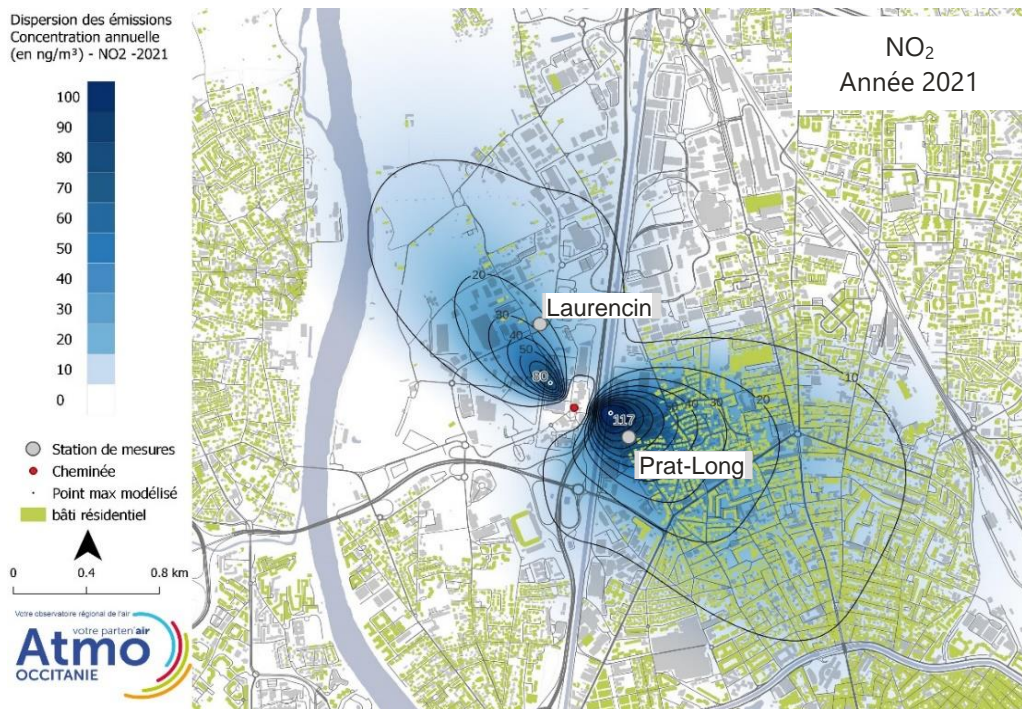 Dispersion des émissions
Concentration annuelle
(en ng/m³) - NO2 -2021
100
90
80
70
60
50
40
30
20
10
0
Station de mesures
Cheminée
Point max modélisé
bâti résidentiel
0 0.4 0.8 km
Votre observatoire régional de l'air
votre parten'air
Atmo
OCCITANIE
NO₂
Année 2021
20
Laurencin
30
40
50
10
117
40
30
20
Prat-Long